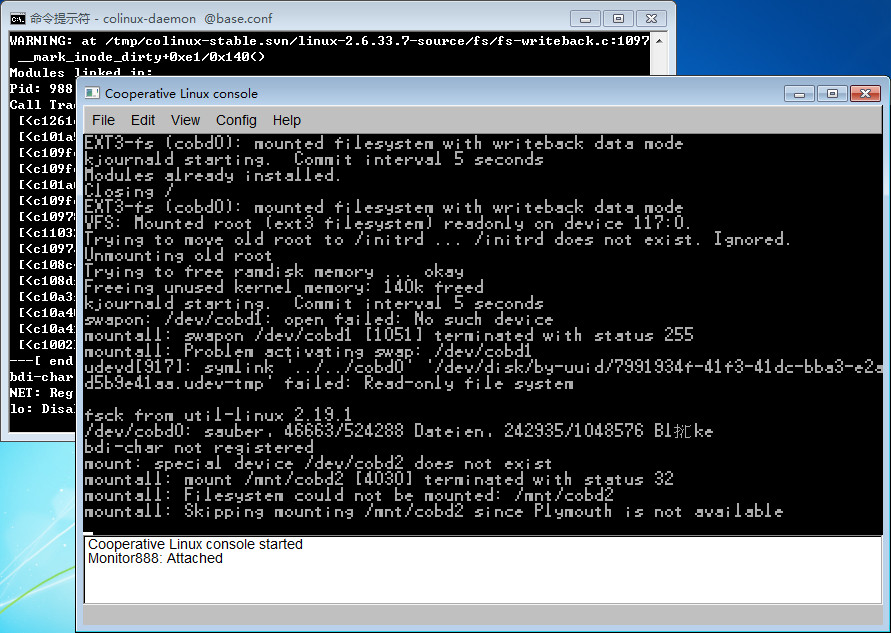 命令提示符 - colinux-daemon @base.conf
WARNING: at /tmp/colinux-stable.svn/linux-2.6.33.7-source/fs/fs-writeback.c:1097
__mark_inode_dirty+0xe1/0x140()
Modules linked in:
Pid: 988
Call Tra
[<c1261
[<c101a
[<c109f
[<c109f
[<c101a
[<c109f
[<c1097
[<c1103
[<c1097
[<c108c
[<c108d
[<c10a3
[<c10a4
[<c10a4
[<c1002
---[ end
bdi-char
NET: Reg
lo: Disa
Cooperative Linux console
File Edit View Config Help
EXT3-fs (cobd0): mounted filesystem with writeback data mode
kjournald starting.  Commit interval 5 seconds
Modules already installed.
Closing /
EXT3-fs (cobd0): mounted filesystem with writeback data mode
VFS: Mounted root (ext3 filesystem) readonly on device 117:0.
Trying to move old root to /initrd ... /initrd does not exist. Ignored.
Unmounting old root
Trying to free ramdisk memory ... okay
Freeing unused kernel memory: 140k freed
kjournald starting.  Commit interval 5 seconds
swapon: /dev/cobd1: open failed: No such device
mountall: swapon /dev/cobd1 [1051] terminated with status 255
mountall: Problem activating swap: /dev/cobd1
udevd[917]: symlink '../../cobd0' '/dev/disk/by-uuid/7991934f-41f3-41dc-bba3-e2a
d5b9e41aa.udev-tmp' failed: Read-only file system
fsck from util-linux 2.19.1
/dev/cobd0: sauber, 46663/524288 Dateien, 242935/1048576 Bl靯ke
bdi-char not registered
mount: special device /dev/cobd2 does not exist
mountall: mount /mnt/cobd2 [4030] terminated with status 32
mountall: Filesystem could not be mounted: /mnt/cobd2
mountall: Skipping mounting /mnt/cobd2 since Plymouth is not available
Cooperative Linux console started
Monitor888: Attached